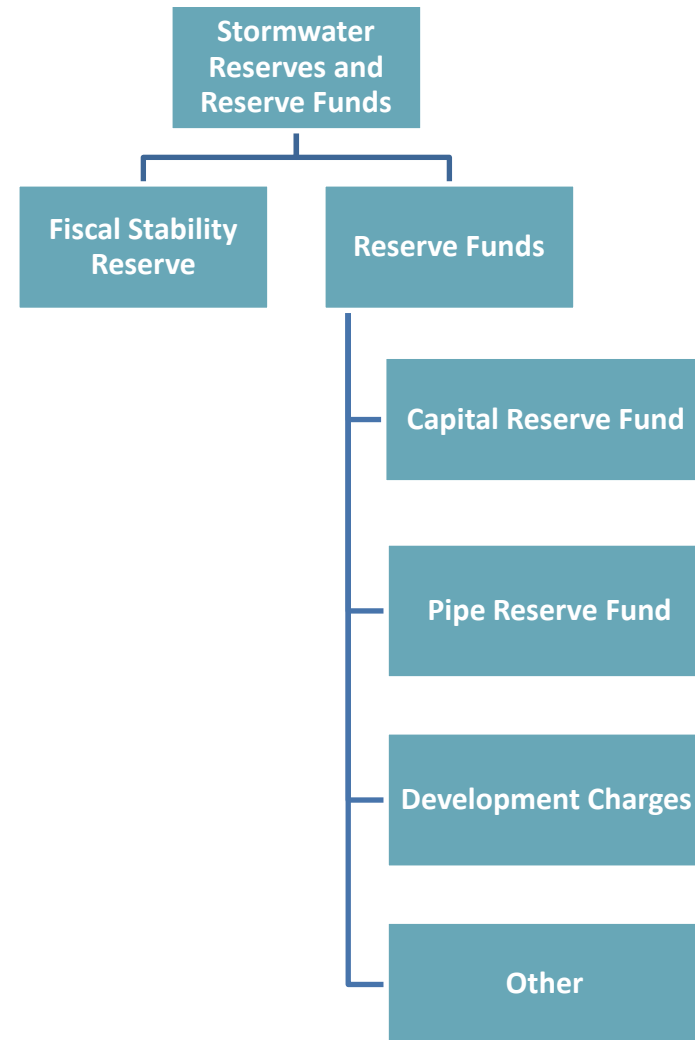 Stormwater
Reserves and
Reserve Funds
Fiscal Stability
Reserve
Reserve Funds
Capital Reserve Fund
Pipe Reserve Fund
Development Charges
Other